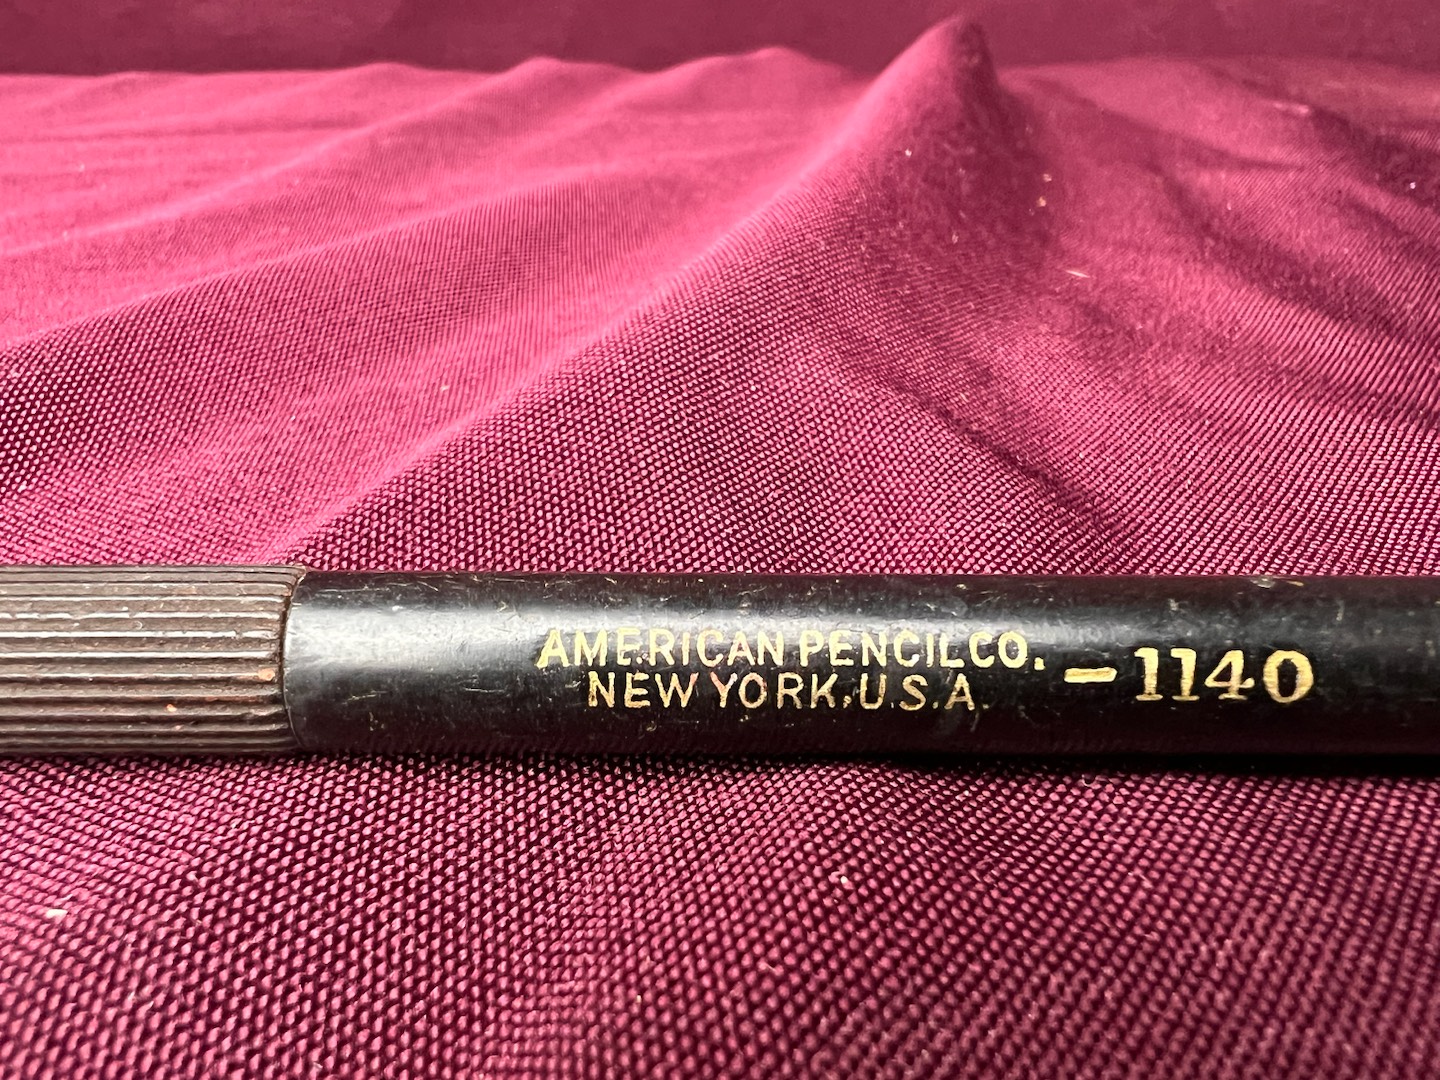 AMERICAN PENCIL CO.
NEW YORK, U.S.A.
-1140